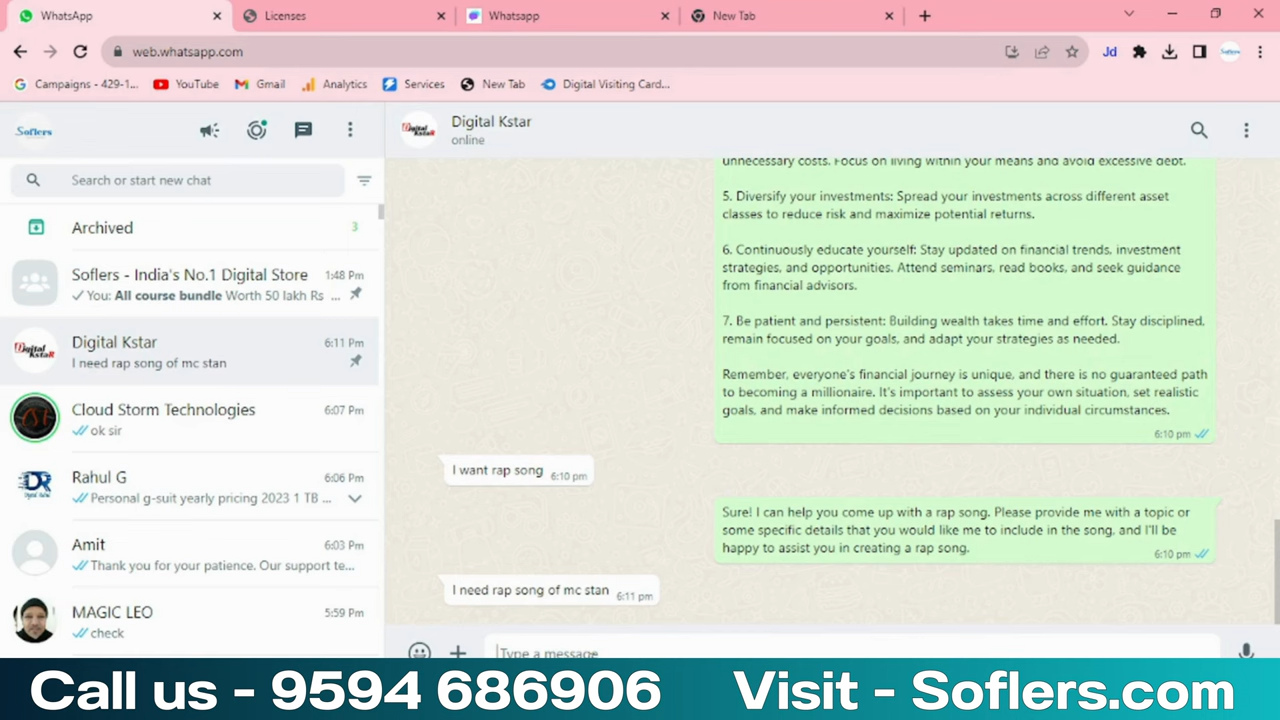 WhatsApp
Licenses
Whatsapp
New Tab
web.whatsapp.com
Jd
Soflers
Campaigns - 429-1...
YouTube
Gmail
Analytics
Services
New Tab
Digital Visiting Card...
Soflers
Digital KstaR
Digital Kstar
online
Search or start new chat
Archived
3
Soflers - India's No.1 Digital Store
1:48 Pm
You: All course bundle Worth 50 lakh Rs ...
Digital KstaR
Digital Kstar
6:11 Pm
I need rap song of mc stan
Cloud Storm Technologies
6:07 Pm
ok sir
DR
Rahul G
6:06 Pm
Personal g-suit yearly pricing 2023 1 TB ...
Amit
6:03 Pm
Thank you for your patience. Our support te...
MAGIC LEO
5:59 Pm
check
unnecessary costs. Focus on living within your means and avoid excessive debt.
5. Diversify your investments: Spread your investments across different asset
classes to reduce risk and maximize potential returns.
6. Continuously educate yourself: Stay updated on financial trends, investment
strategies, and opportunities. Attend seminars, read books, and seek guidance
from financial advisors.
7. Be patient and persistent: Building wealth takes time and effort. Stay disciplined,
remain focused on your goals, and adapt your strategies as needed.
Remember, everyone's financial journey is unique, and there is no guaranteed path
to becoming a millionaire. It's important to assess your own situation, set realistic
goals, and make informed decisions based on your individual circumstances.
6:10 pm
I want rap song 6:10 pm
Sure! I can help you come up with a rap song. Please provide me with a topic or
some specific details that you would like me to include in the song, and I'll be
happy to assist you in creating a rap song.
6:10 pm
I need rap song of mc stan 6:11 pm
Type a message
Call us - 9594 686906 Visit - Soflers.com